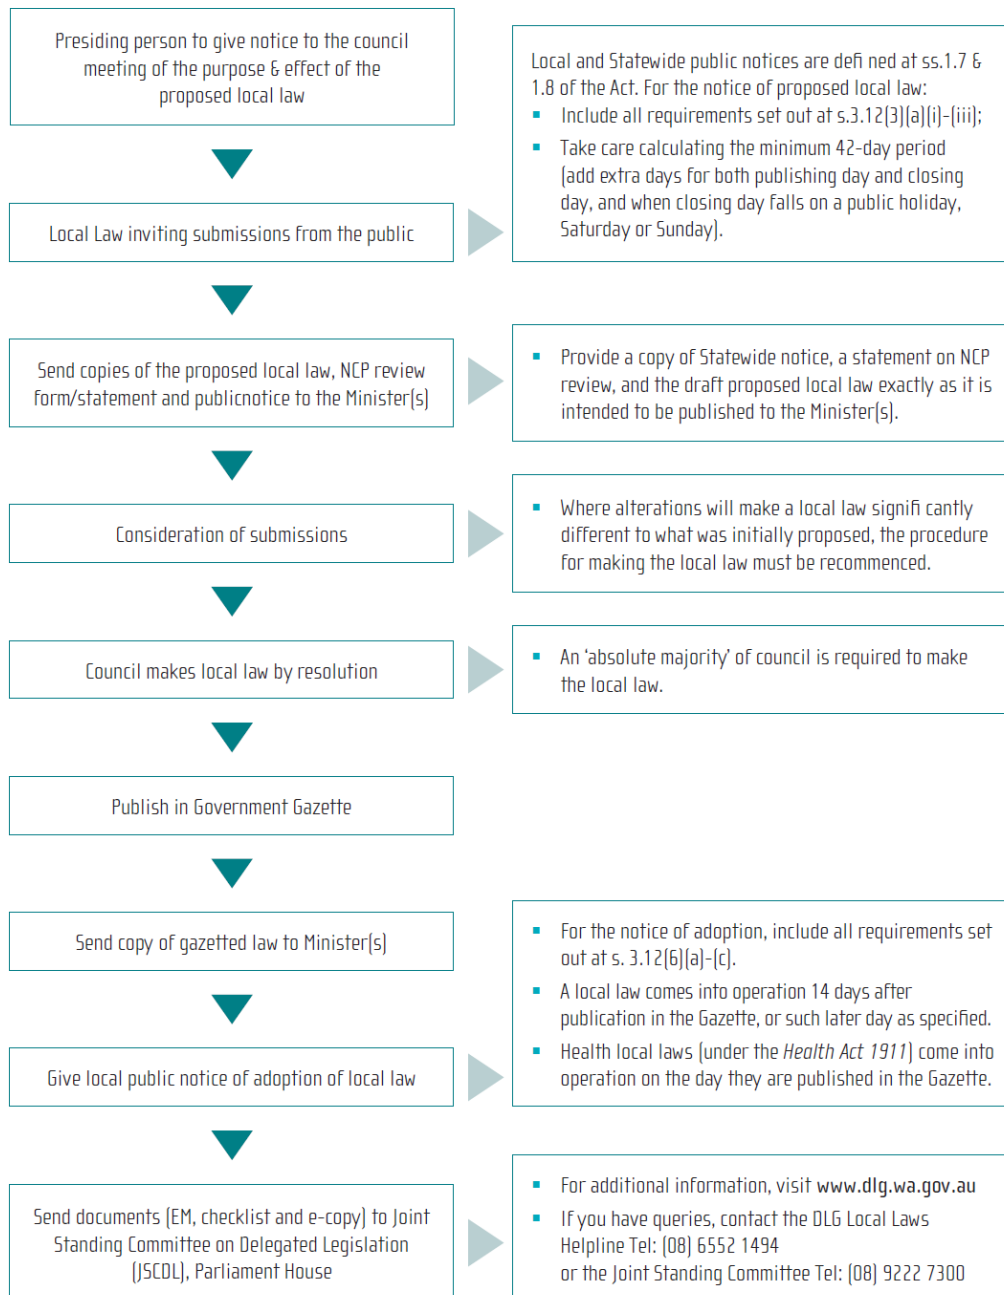 Presiding person to give notice to the council
meeting of the purpose & effect of the
proposed local law
Local and Statewide public notices are defi ned at ss.1.7 &
1.8 of the Act. For the notice of proposed local law:
▪ Include all requirements set out at s.3.12(3)(a)(i)-(iii);
▪ Take care calculating the minimum 42-day period
(add extra days for both publishing day and closing
day, and when closing day falls on a public holiday,
Saturday or Sunday).
Local Law inviting submissions from the public
Send copies of the proposed local law, NCP review
form/statement and publicnotice to the Minister(s)
▪ Provide a copy of Statewide notice, a statement on NCP
review, and the draft proposed local law exactly as it is
intended to be published to the Minister(s).
Consideration of submissions
▪ Where alterations will make a local law signifi cantly
different to what was initially proposed, the procedure
for making the local law must be recommenced.
Council makes local law by resolution
▪ An ‘absolute majority’ of council is required to make
the local law.
Publish in Government Gazette
Send copy of gazetted law to Minister(s)
▪ For the notice of adoption, include all requirements set
out at s. 3.12(6)(a)-(c).
▪ A local law comes into operation 14 days after
publication in the Gazette, or such later day as specified.
▪ Health local laws (under the Health Act 1911) come into
operation on the day they are published in the Gazette.
Give local public notice of adoption of local law
Send documents (EM, checklist and e-copy) to Joint
Standing Committee on Delegated Legislation
(JSCDL), Parliament House
▪ For additional information, visit www.dlg.wa.gov.au
▪ If you have queries, contact the DLG Local Laws
Helpline Tel: (08) 6552 1494
or the Joint Standing Committee Tel: (08) 9222 7300